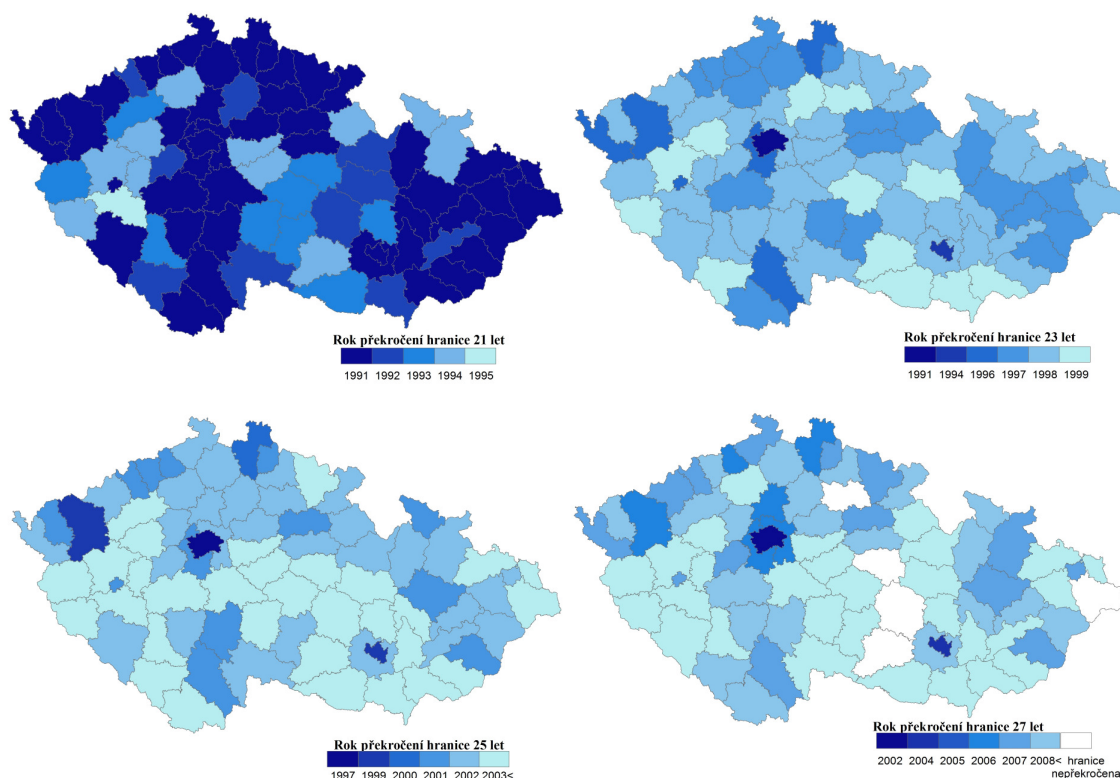 Rok překročení hranice 21 let
1991 1992 1993 1994 1995
Rok překročení hranice 23 let
1991 1994 1996 1997 1998 1999
Rok překročení hranice 25 let
1997 1999 2000 2001 2002 2003<
Rok překročení hranice 27 let
2002 2004 2005 2006 2007 2008< hranice
nepřekročena